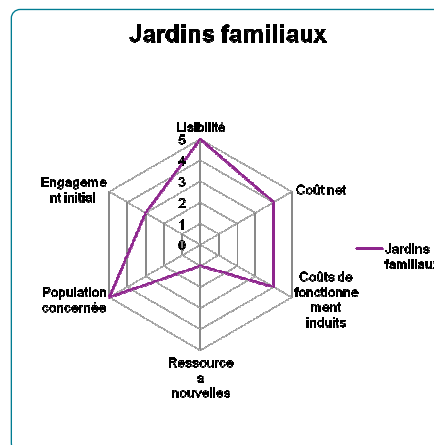 Jardins familiaux
Lisibilité
5
4
3
2
1
0
Coût net
Coûts de
fonctionne
ment
induits
Ressource
s
nouvelles
Population
concernée
Engageme
nt initial
Jardins
familiaux